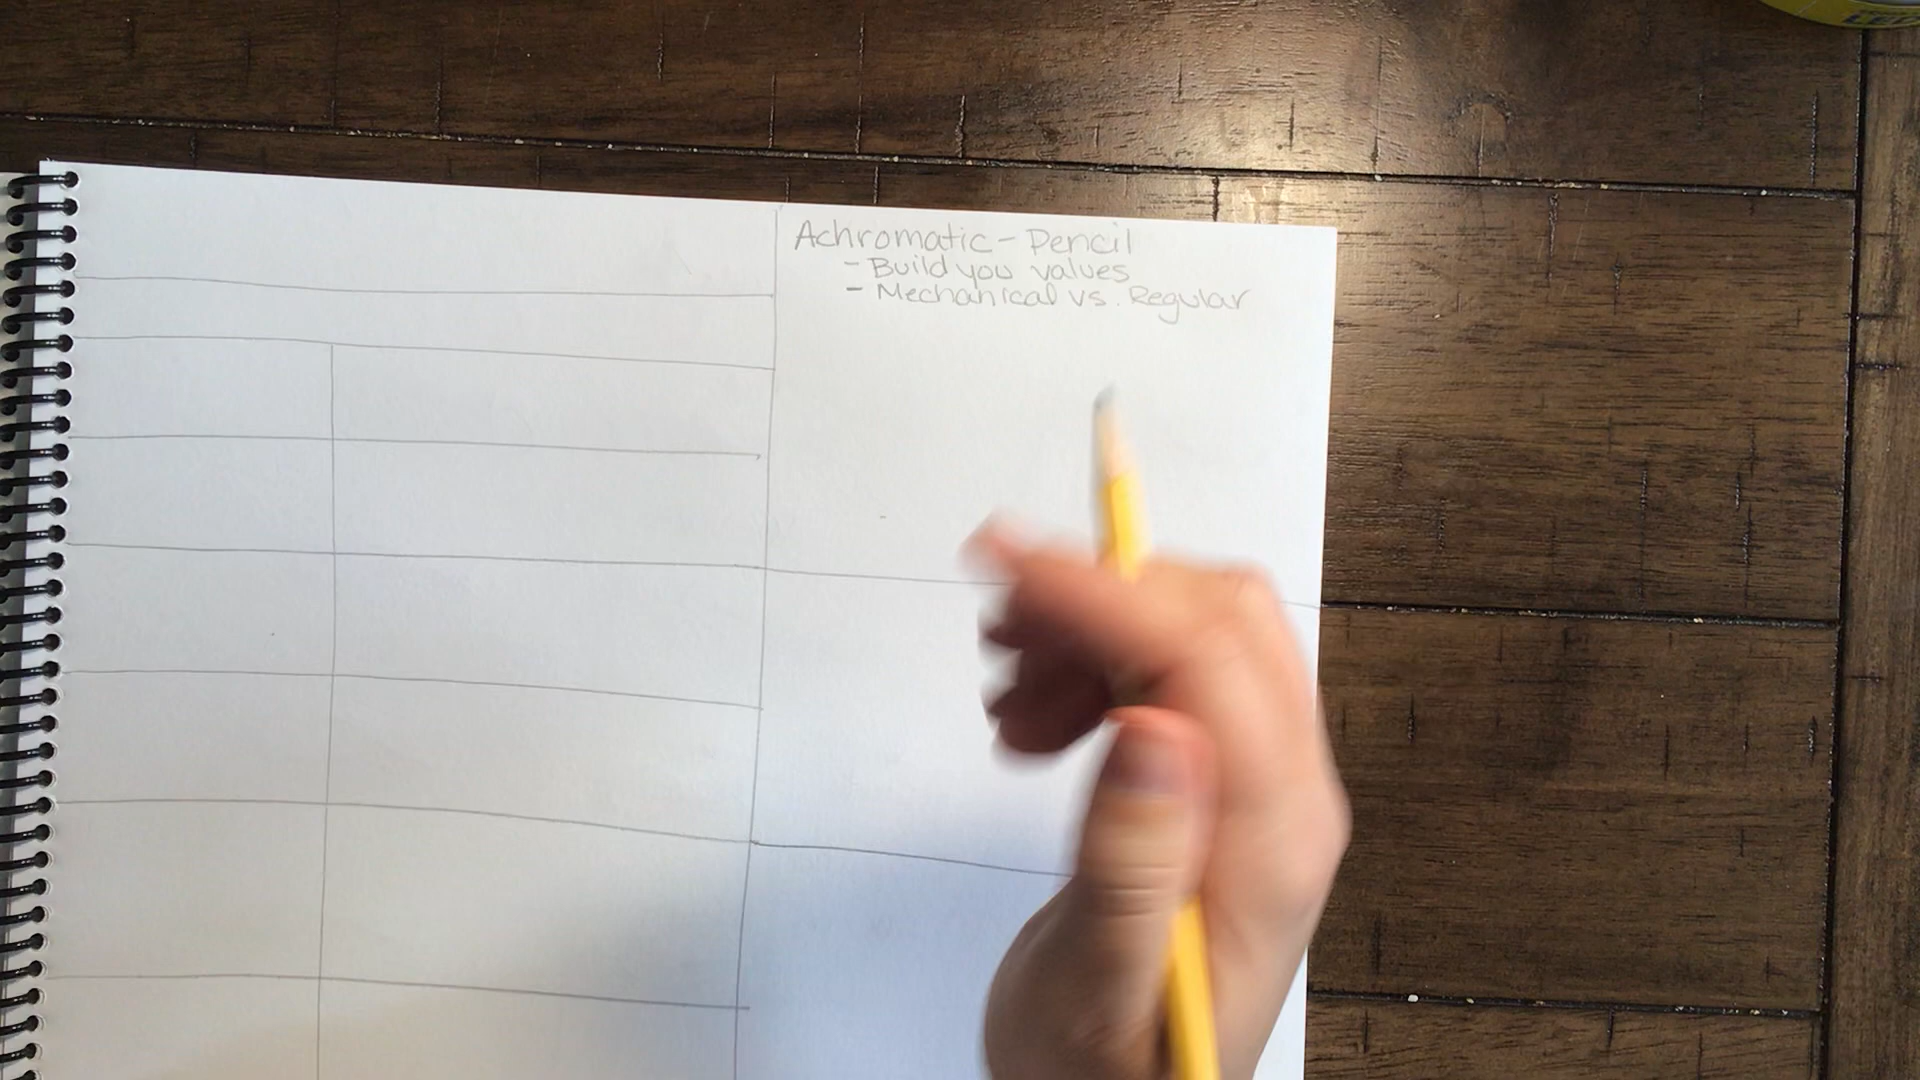 Achromatic - Pencil
- Build you values
- Mechanical vs. Regular